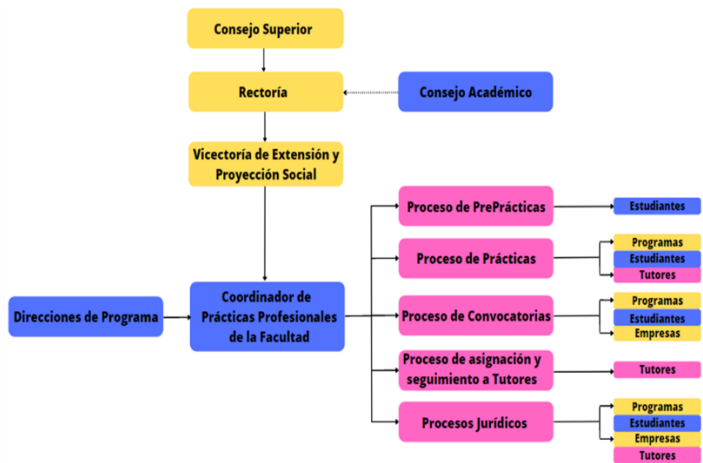 Consejo Superior
Rectoría
Consejo Académico
Vicectoría de Extensión y
Proyección Social
Proceso de PrePrácticas
Estudiantes
Proceso de Prácticas
Programas
Estudiantes
Tutores
Direcciones de Programa
Coordinador de
Prácticas Profesionales
de la Facultad
Proceso de Convocatorias
Programas
Estudiantes
Empresas
Proceso de asignación y
seguimiento a Tutores
Tutores
Procesos Jurídicos
Programas
Estudiantes
Empresas
Tutores